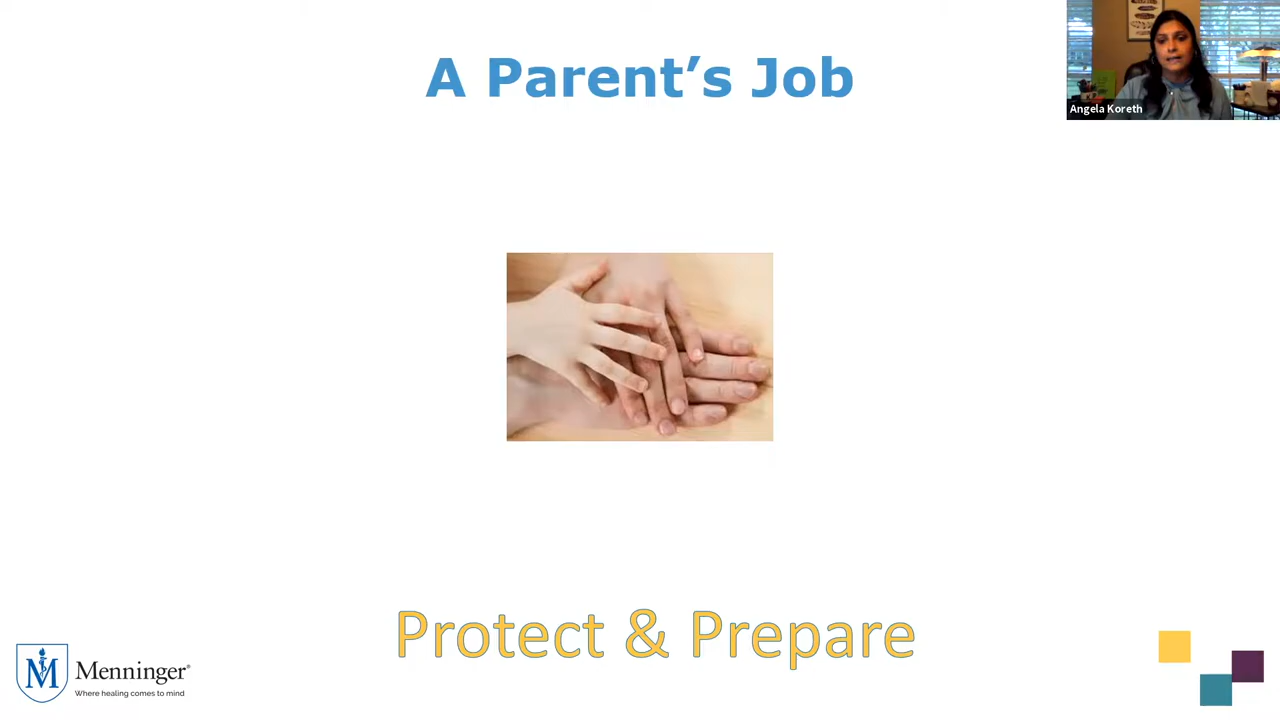 A Parent’s Job
Angela Koreth
Protect & Prepare
Menninger®
Where healing comes to mind